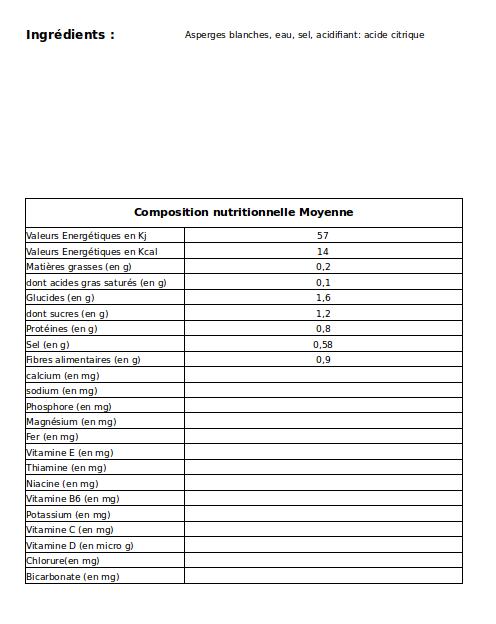 Ingrédients : Asperges blanches, eau, sel, acidifiant: acide citrique
Composition nutritionnelle Moyenne
Valeurs Energétiques en Kj 57
Valeurs Energétiques en Kcal 14
Matières grasses (en g) 0,2
dont acides gras saturés (en g) 0,1
Glucides (en g) 1,6
dont sucres (en g) 1,2
Protéines (en g) 0,8
Sel (en g) 0,58
Fibres alimentaires (en g) 0,9
calcium (en mg)
sodium (en mg)
Phosphore (en mg)
Magnésium (en mg)
Fer (en mg)
Vitamine E (en mg)
Thiamine (en mg)
Niacine (en mg)
Vitamine B6 (en mg)
Potassium (en mg)
Vitamine C (en mg)
Vitamine D (en micro g)
Chlorure(en mg)
Bicarbonate (en mg)